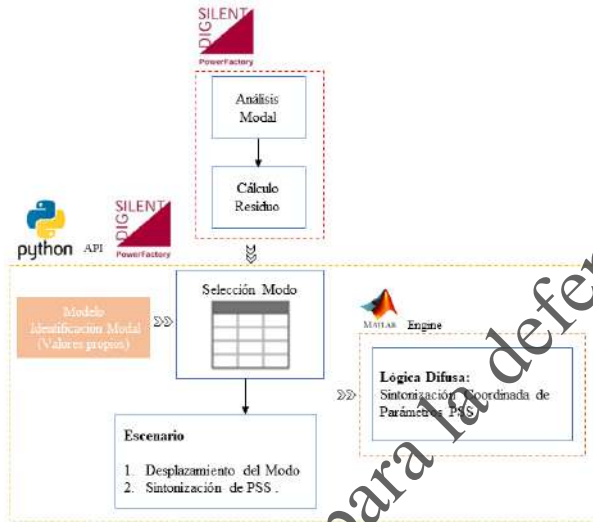 DIG SILENT
PowerFactory
Análisis
Modal
Cálculo
Residuo
python API
DIG SILENT
PowerFactory
Selección Modo
Modelo
Identificación Modal
(Valores propios)
MATLAB Engine
Lógica Difusa:
Sintonización Coordinada de
Parámetros PSS
Escenario
1. Desplazamiento del Modo
2. Sintonización de PSS .
para la defen